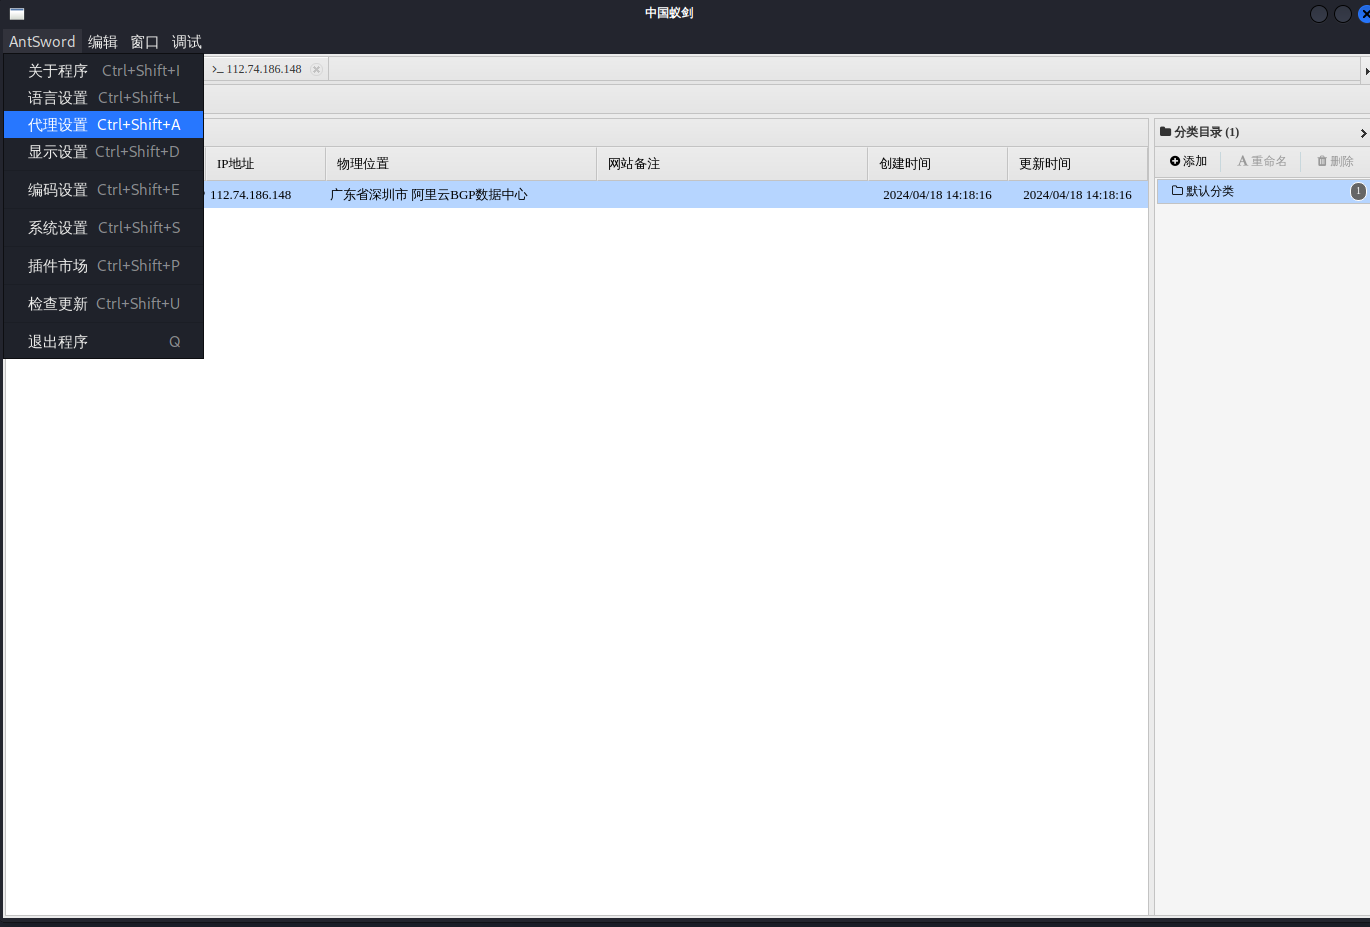 中国蚁剑
AntSword 编辑 窗口 调试
关于程序 Ctrl+Shift+I
语言设置 Ctrl+Shift+L
代理设置 Ctrl+Shift+A
显示设置 Ctrl+Shift+D
编码设置 Ctrl+Shift+E
系统设置 Ctrl+Shift+S
插件市场 Ctrl+Shift+P
检查更新 Ctrl+Shift+U
退出程序 Q
>_ 112.74.186.148
IP地址 物理位置 网站备注 创建时间 更新时间
112.74.186.148 广东省深圳市 阿里云BGP数据中心 2024/04/18 14:18:16 2024/04/18 14:18:16
分类目录 (1)
添加 重命名 删除
默认分类 1